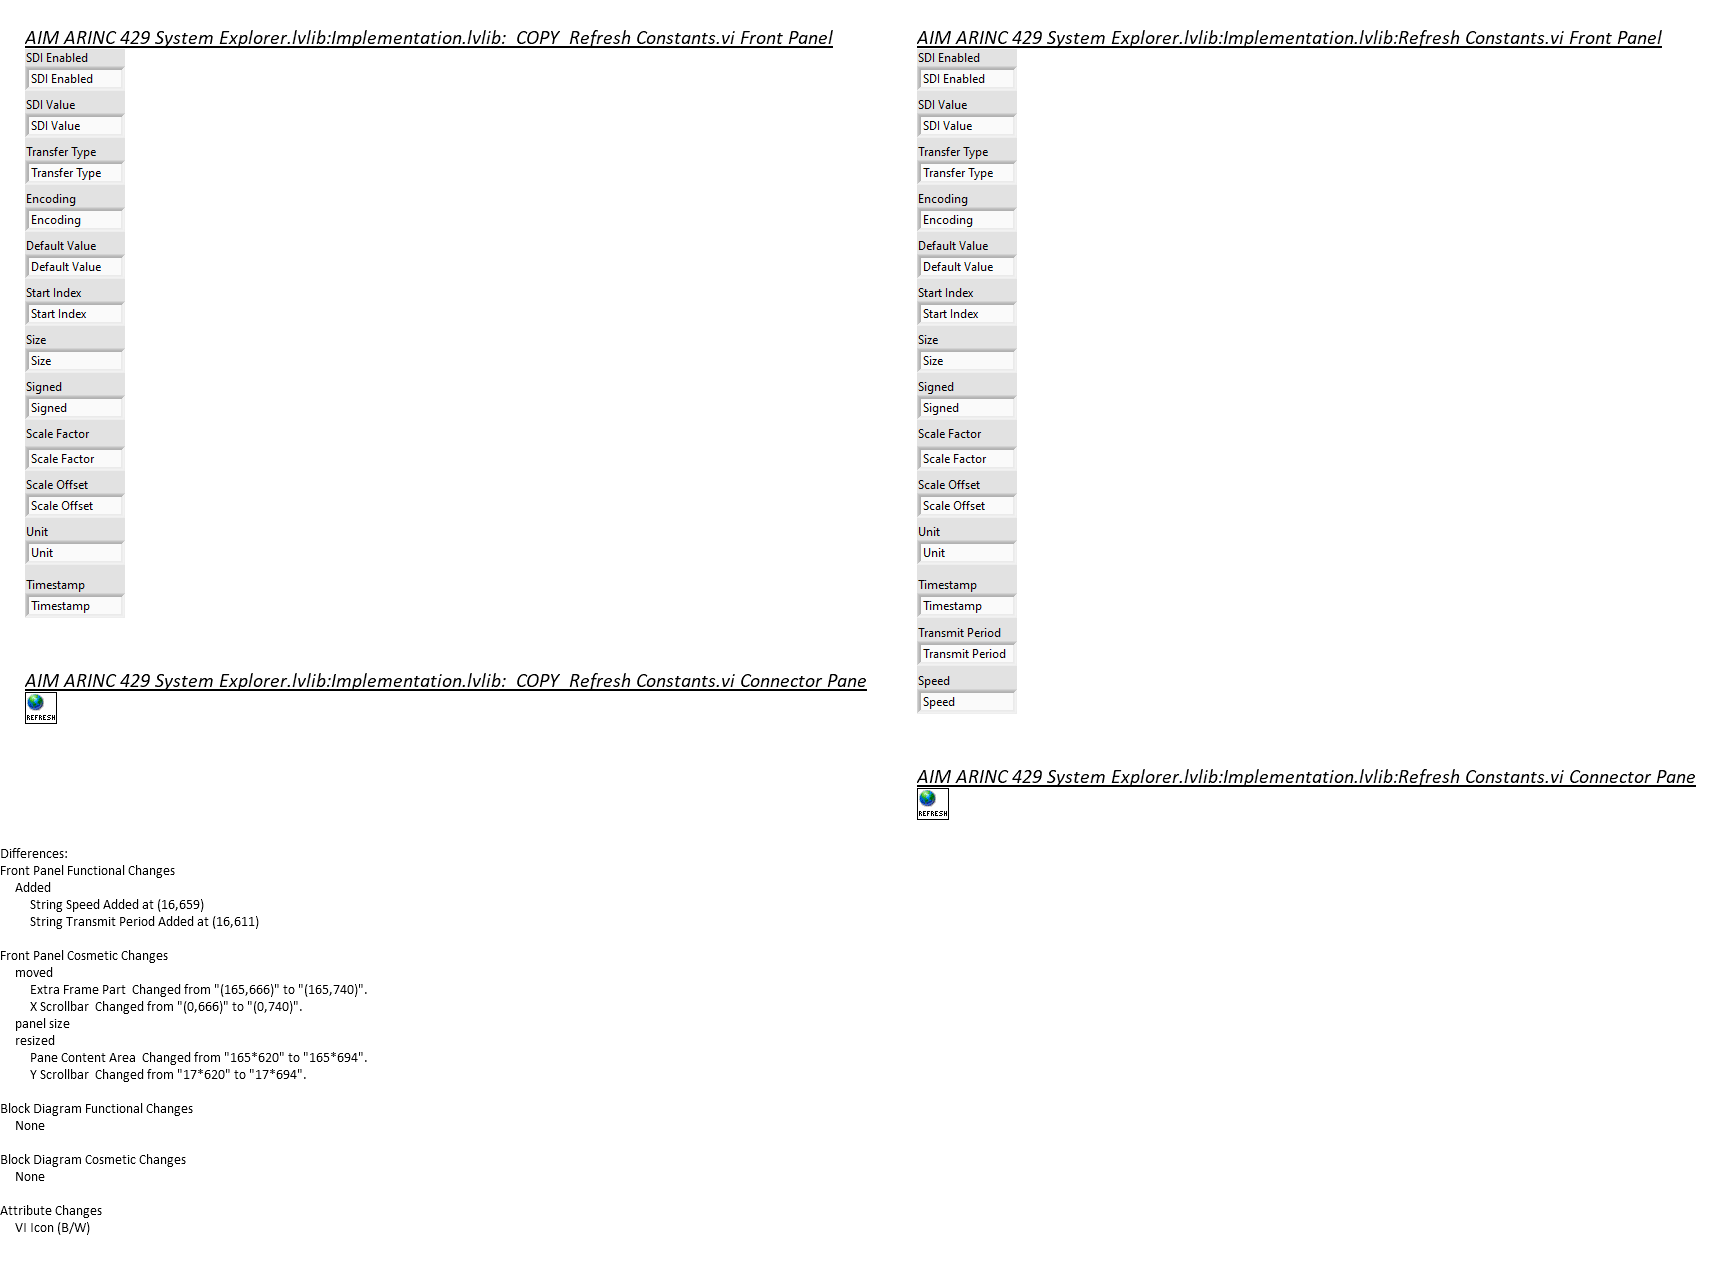 AIM ARINC 429 System Explorer.lvlib:Implementation.lvlib:  COPY  Refresh Constants.vi Front Panel
SDI Enabled
SDI Enabled
SDI Value
SDI Value
Transfer Type
Transfer Type
Encoding
Encoding
Default Value
Default Value
Start Index
Start Index
Size
Size
Signed
Signed
Scale Factor
Scale Factor
Scale Offset
Scale Offset
Unit
Unit
Timestamp
Timestamp
AIM ARINC 429 System Explorer.lvlib:Implementation.lvlib:  COPY  Refresh Constants.vi Connector Pane
REFRESH
AIM ARINC 429 System Explorer.lvlib:Implementation.lvlib:Refresh Constants.vi Front Panel
SDI Enabled
SDI Enabled
SDI Value
SDI Value
Transfer Type
Transfer Type
Encoding
Encoding
Default Value
Default Value
Start Index
Start Index
Size
Size
Signed
Signed
Scale Factor
Scale Factor
Scale Offset
Scale Offset
Unit
Unit
Timestamp
Timestamp
Transmit Period
Transmit Period
Speed
Speed
AIM ARINC 429 System Explorer.lvlib:Implementation.lvlib:Refresh Constants.vi Connector Pane
REFRESH
Differences:
Front Panel Functional Changes
Added
String Speed Added at (16,659)
String Transmit Period Added at (16,611)
Front Panel Cosmetic Changes
moved
Extra Frame Part  Changed from "(165,666)" to "(165,740)".
X Scrollbar  Changed from "(0,666)" to "(0,740)".
panel size
resized
Pane Content Area  Changed from "165*620" to "165*694".
Y Scrollbar  Changed from "17*620" to "17*694".
Block Diagram Functional Changes
None
Block Diagram Cosmetic Changes
None
Attribute Changes
VI Icon (B/W)